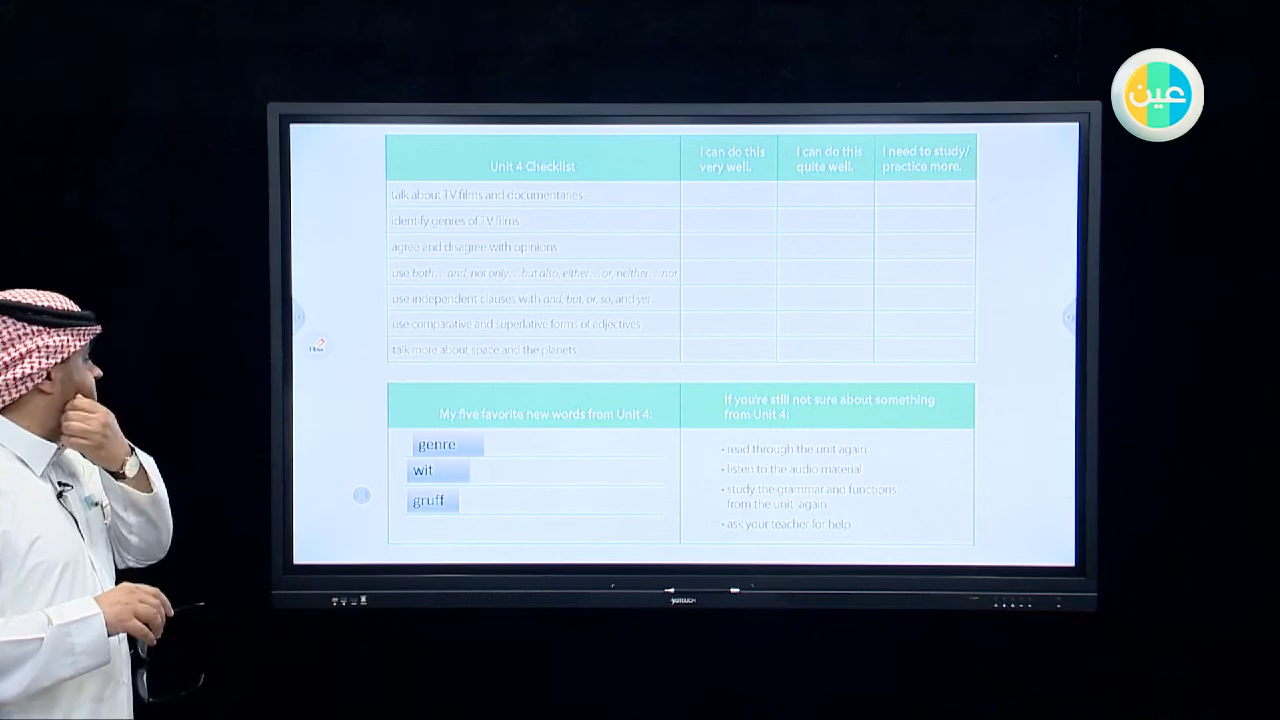 عين
Unit 4 Checklist
I can do this
very well.
I can do this
quite well.
I need to study/
practice more.
talk about TV films and documentaries
identify genres of TV films
agree and disagree with opinions
use both... and, not only... but also, either... or, neither... nor
use independent clauses with and, but, or, so, and yet
use comparative and superlative forms of adjectives
talk more about space and the planets
My five favorite new words from Unit 4:
genre
wit
gruff
If you're still not sure about something
from Unit 4:
• read through the unit again
• listen to the audio material
• study the grammar and functions
from the unit again
• ask your teacher for help